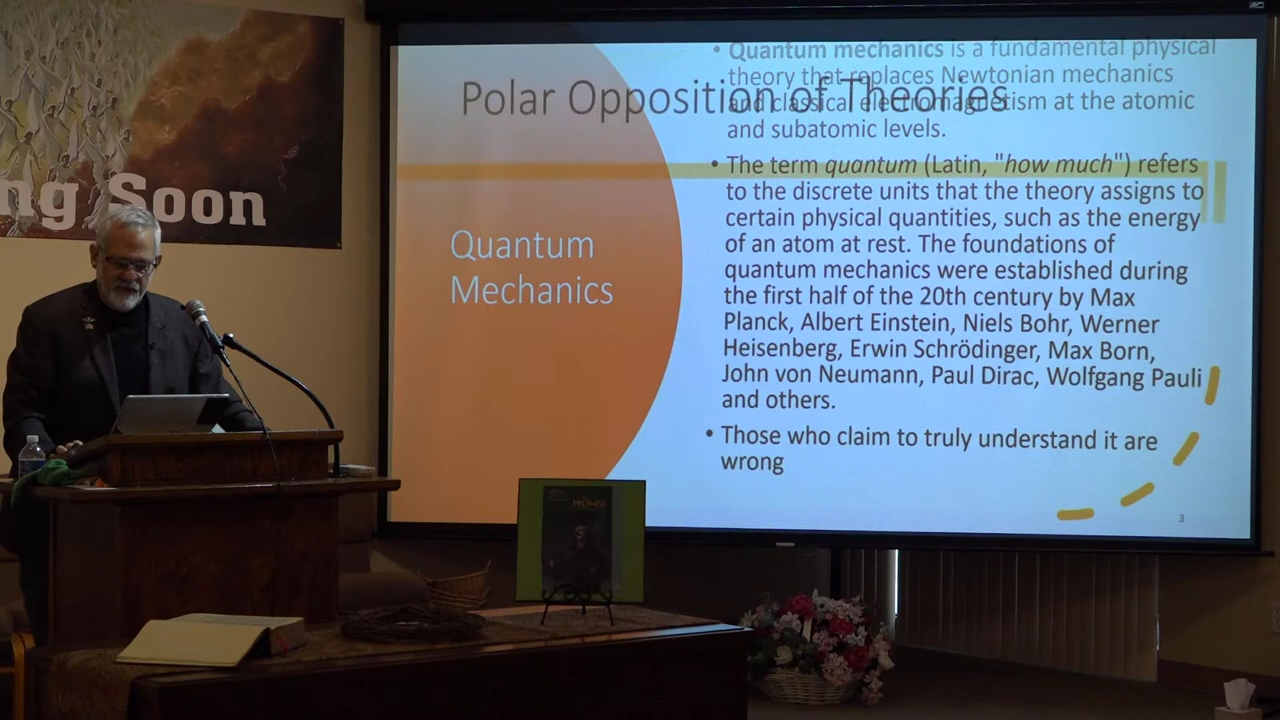 ng Soon
Polar Opposition of Theories
Quantum
Mechanics
• Quantum mechanics is a fundamental physical
theory that replaces Newtonian mechanics
and classical electromagnetism at the atomic
and subatomic levels.
• The term quantum (Latin, "how much") refers
to the discrete units that the theory assigns to
certain physical quantities, such as the energy
of an atom at rest. The foundations of
quantum mechanics were established during
the first half of the 20th century by Max
Planck, Albert Einstein, Niels Bohr, Werner
Heisenberg, Erwin Schrödinger, Max Born,
John von Neumann, Paul Dirac, Wolfgang Pauli
and others.
• Those who claim to truly understand it are
wrong
3
PROMISE